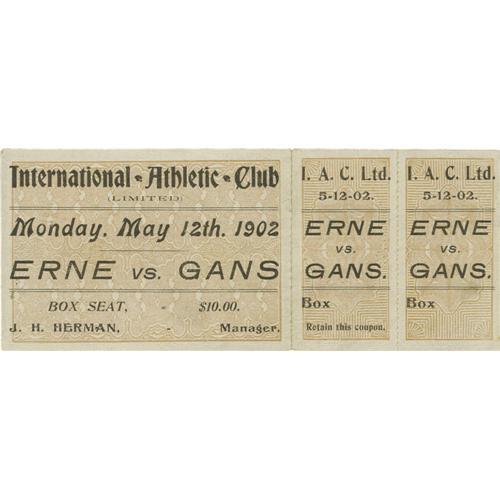 International - Athletic - Club
(LIMITED)
Monday, May 12th, 1902
ERNE vs. GANS
BOX SEAT, - $10.00.
J. H. HERMAN, - Manager.
I. A. C. Ltd.
5-12-02.
ERNE
vs.
GANS.
Box
Retain this coupon.
I. A. C. Ltd.
5-12-02.
ERNE
vs.
GANS.
Box